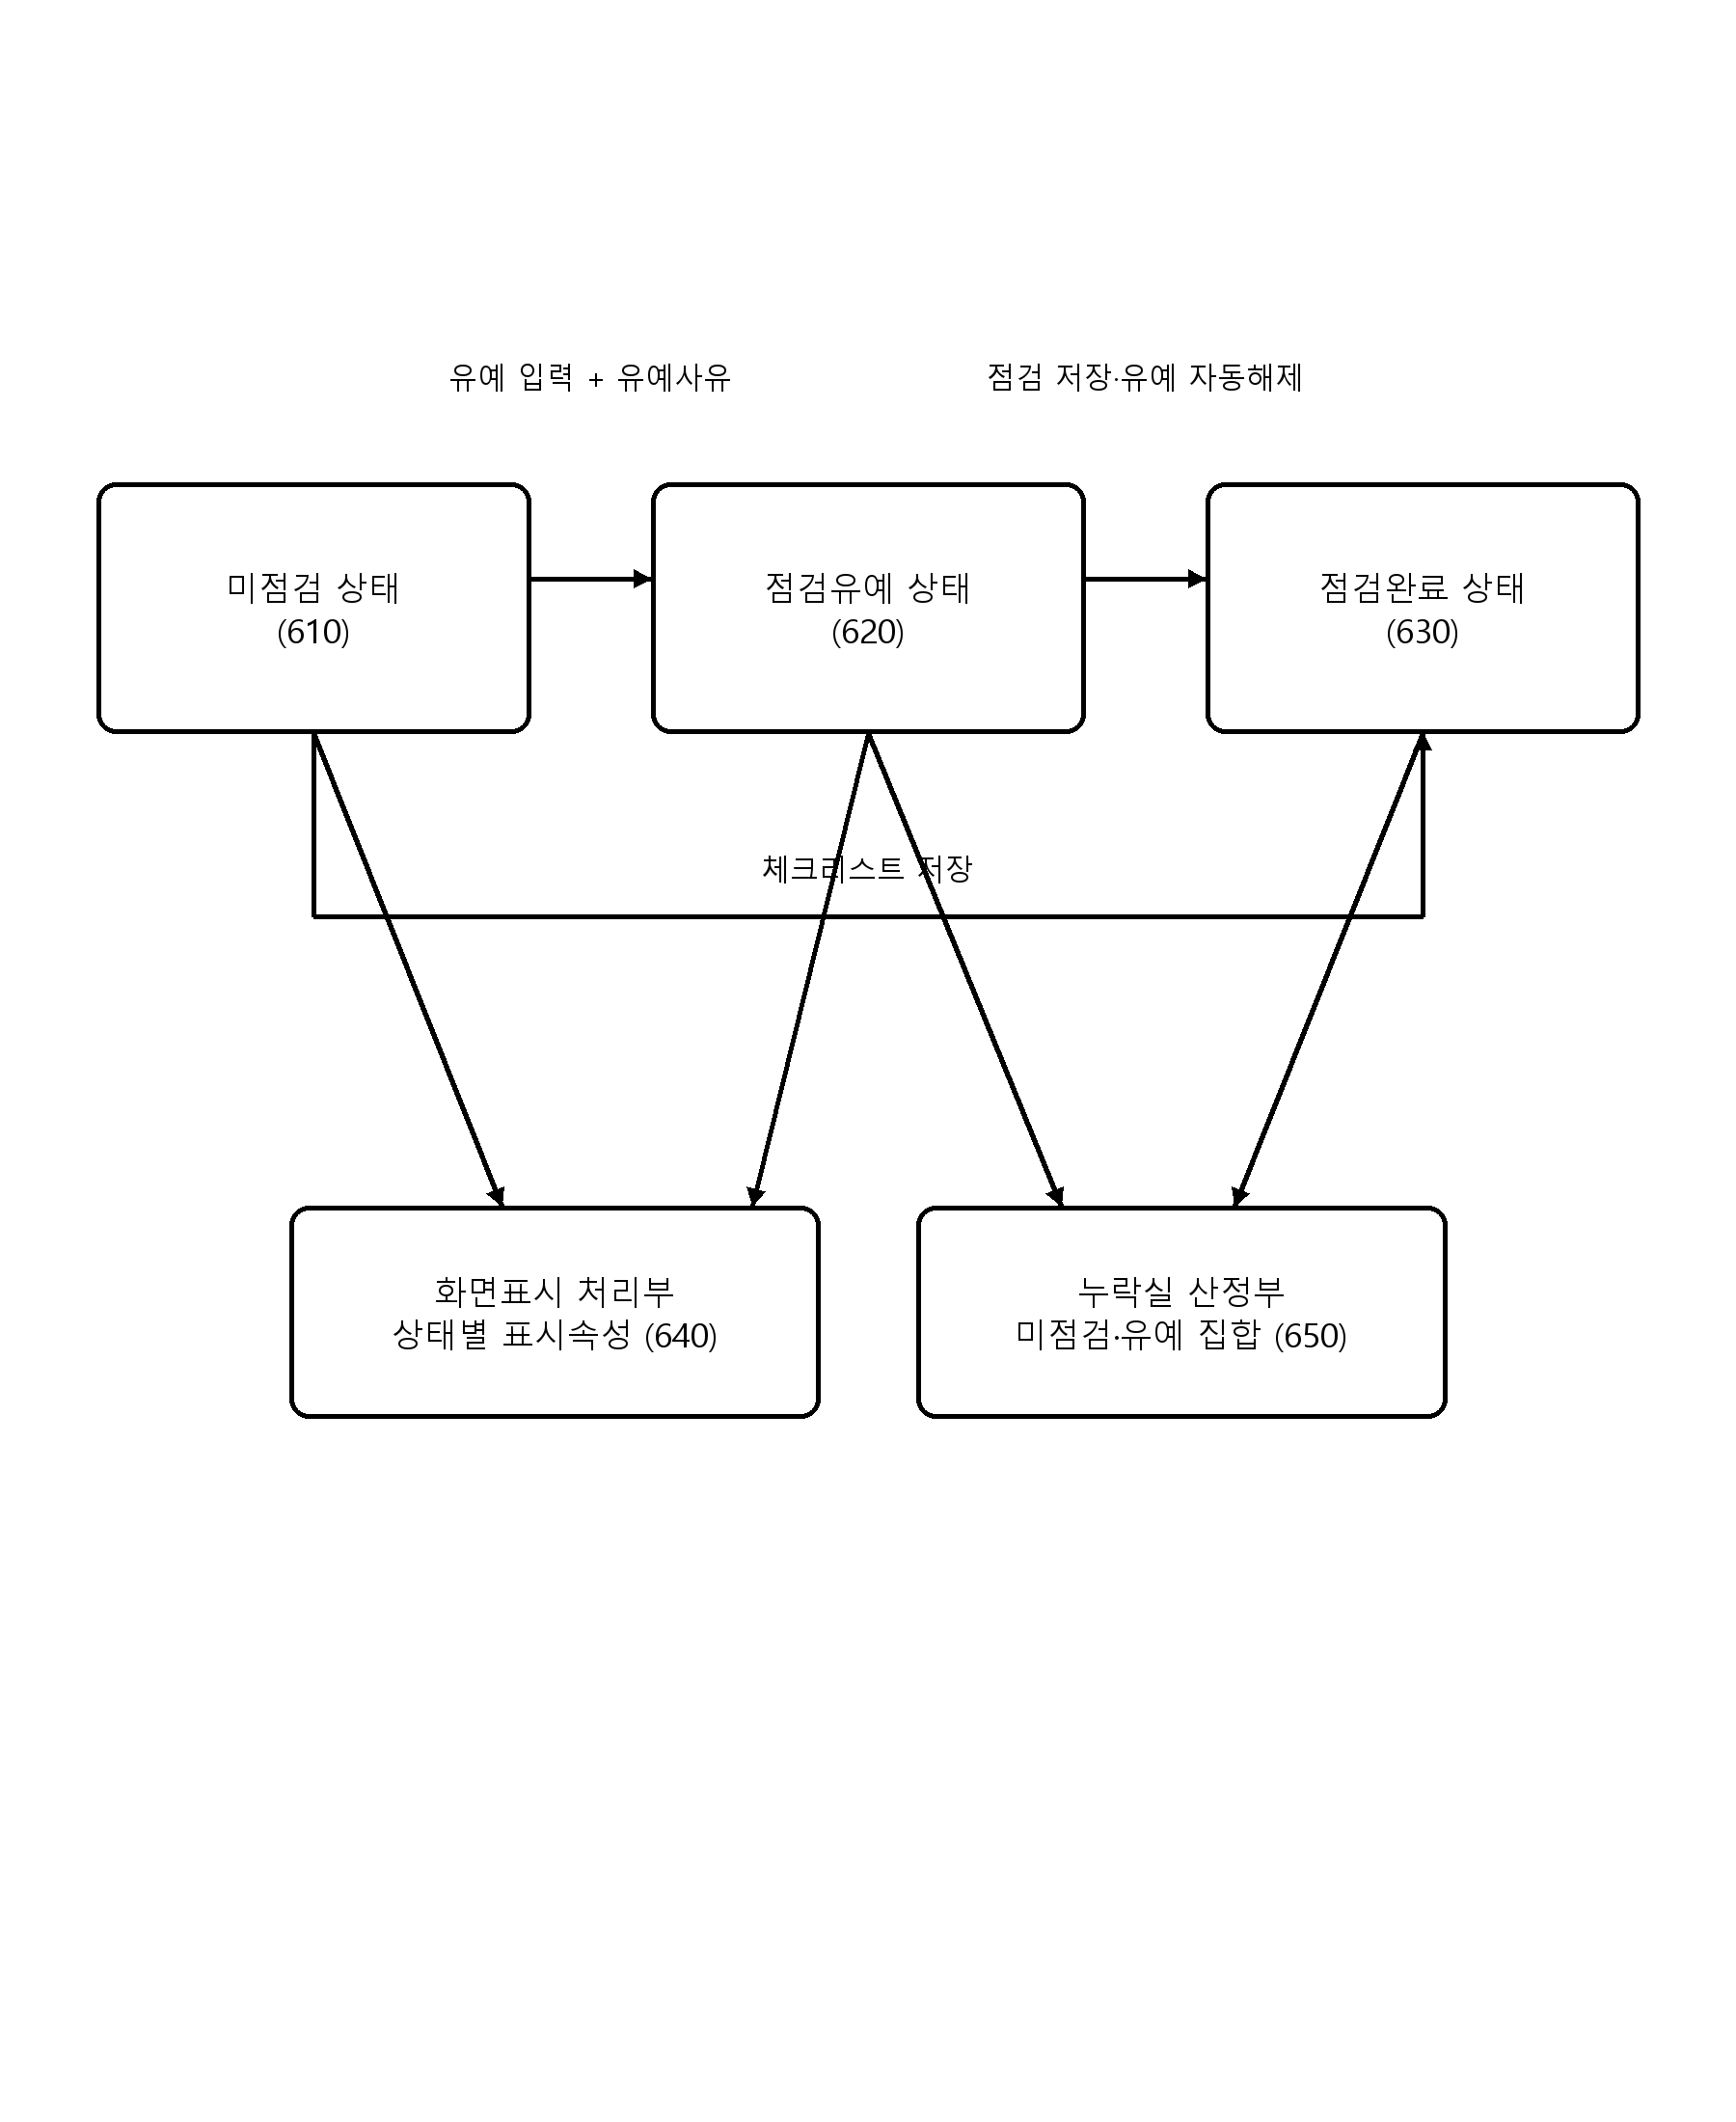 유예 입력 + 유예사유
점검 저장·유예 자동해제
미점검 상태
(610)
점검유예 상태
(620)
점검완료 상태
(630)
체크리스트 저장
화면표시 처리부
상태별 표시속성 (640)
누락실 산정부
미점검·유예 집합 (650)